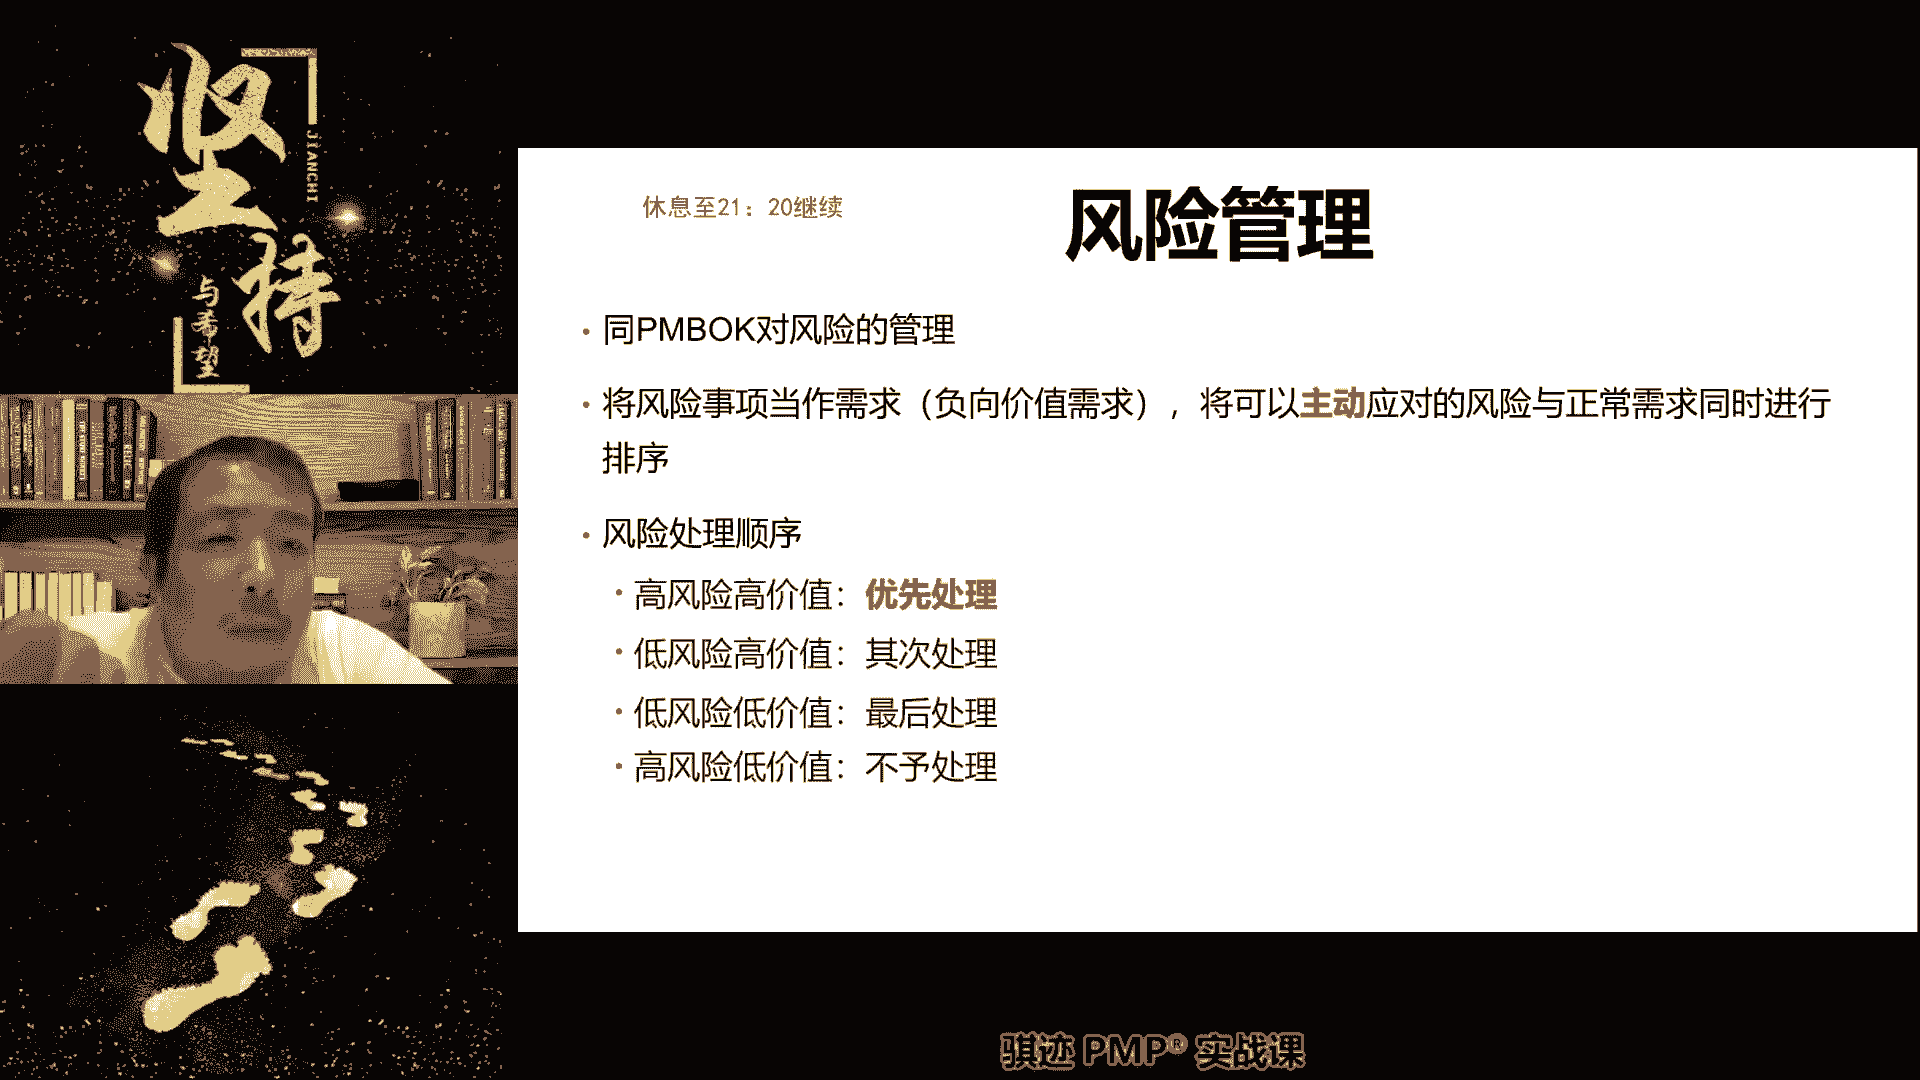 坚持
JIANCHI
与希望
休息至21：20继续
风险管理
·同PMBOK对风险的管理
·将风险事项当作需求（负向价值需求），将可以主动应对的风险与正常需求同时进行
排序
·风险处理顺序
·高风险高价值：优先处理
·低风险高价值：其次处理
·低风险低价值：最后处理
·高风险低价值：不予处理
骐迹 PMP® 实战课